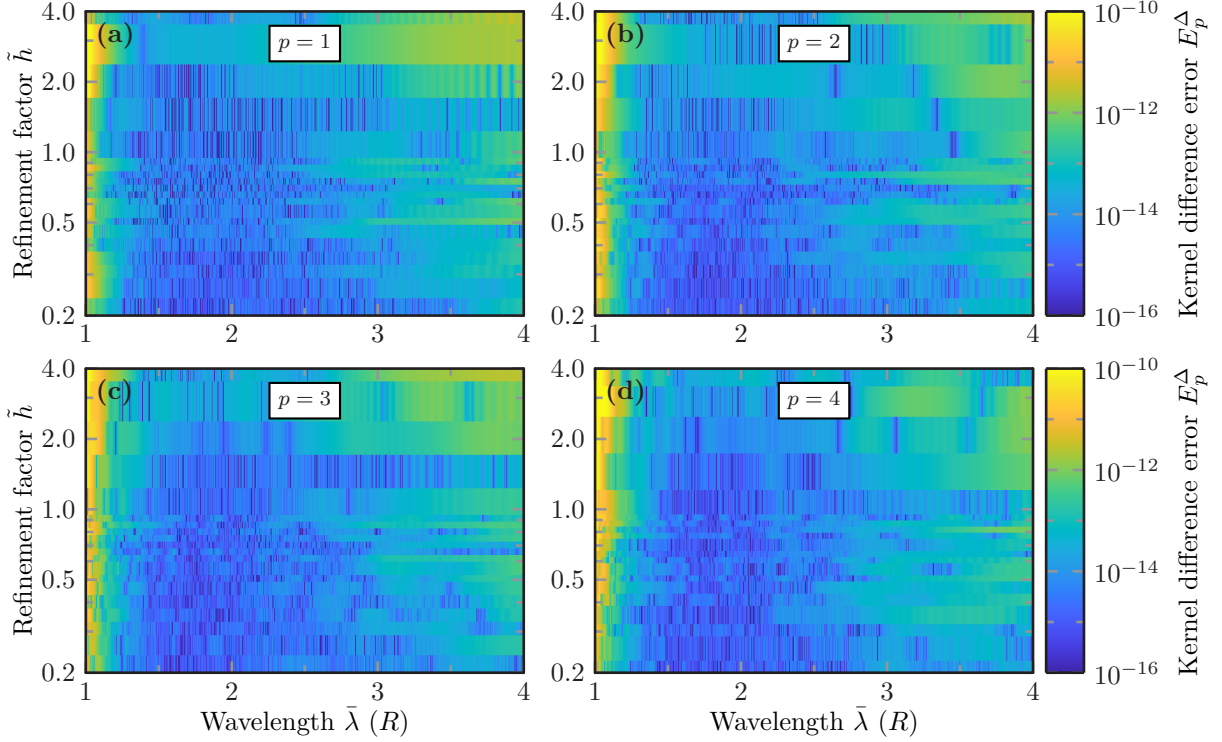 4.0
2.0
1.0
0.5
0.2
Refinement factor h̃
(a)
p = 1
1 2 3 4
4.0
2.0
1.0
0.5
0.2
(b)
p = 2
1 2 3 4
10⁻¹⁰
10⁻¹²
10⁻¹⁴
10⁻¹⁶
Kernel difference error E_p^Δ
4.0
2.0
1.0
0.5
0.2
Refinement factor h̃
(c)
p = 3
1 2 3 4
Wavelength λ̄ (R)
4.0
2.0
1.0
0.5
0.2
(d)
p = 4
1 2 3 4
Wavelength λ̄ (R)
10⁻¹⁰
10⁻¹²
10⁻¹⁴
10⁻¹⁶
Kernel difference error E_p^Δ